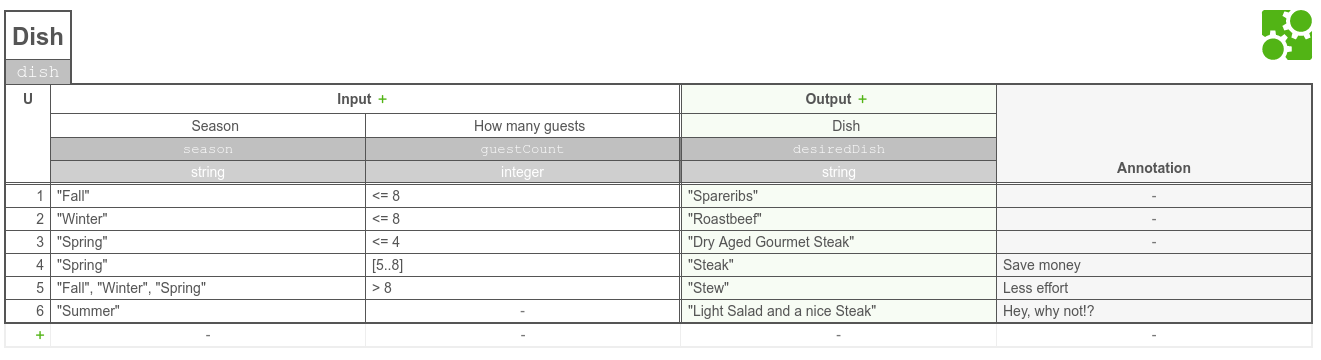 Dish
dish
U Input + Output + Annotation
Season How many guests Dish
season guestCount desiredDish
string integer string
1 "Fall" <= 8 "Spareribs" -
2 "Winter" <= 8 "Roastbeef" -
3 "Spring" <= 4 "Dry Aged Gourmet Steak" -
4 "Spring" [5..8] "Steak" Save money
5 "Fall", "Winter", "Spring" > 8 "Stew" Less effort
6 "Summer" - "Light Salad and a nice Steak" Hey, why not!?
+ - - - -